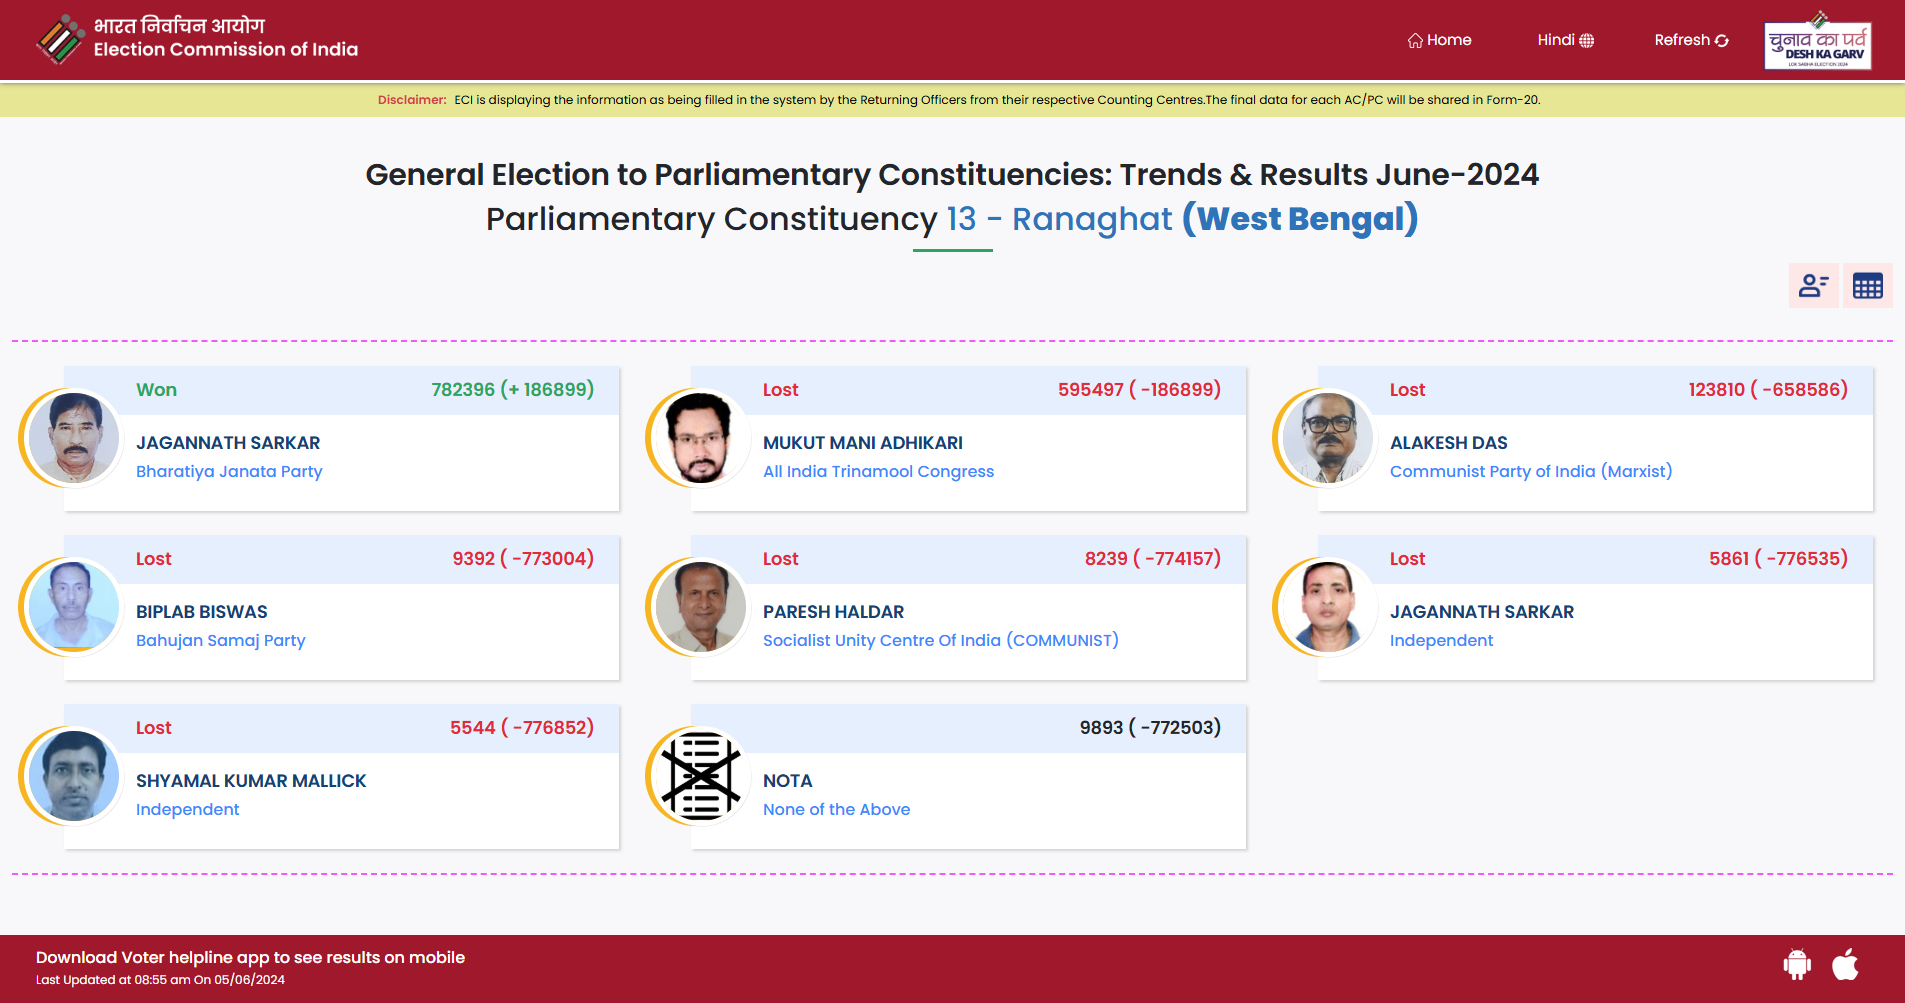 भारत निर्वाचन आयोग
Election Commission of India
Home
Hindi
Refresh
चुनाव का पर्व
DESH KA GARV
LOK SABHA ELECTION 2024
Disclaimer: ECI is displaying the information as being filled in the system by the Returning Officers from their respective Counting Centres.The final data for each AC/PC will be shared in Form-20.
General Election to Parliamentary Constituencies: Trends & Results June-2024
Parliamentary Constituency 13 - Ranaghat (West Bengal)
Won 782396 (+ 186899)
JAGANNATH SARKAR
Bharatiya Janata Party
Lost 595497 ( -186899)
MUKUT MANI ADHIKARI
All India Trinamool Congress
Lost 123810 ( -658586)
ALAKESH DAS
Communist Party of India (Marxist)
Lost 9392 ( -773004)
BIPLAB BISWAS
Bahujan Samaj Party
Lost 8239 ( -774157)
PARESH HALDAR
Socialist Unity Centre Of India (COMMUNIST)
Lost 5861 ( -776535)
JAGANNATH SARKAR
Independent
Lost 5544 ( -776852)
SHYAMAL KUMAR MALLICK
Independent
9893 ( -772503)
NOTA
None of the Above
Download Voter helpline app to see results on mobile
Last Updated at 08:55 am On 05/06/2024